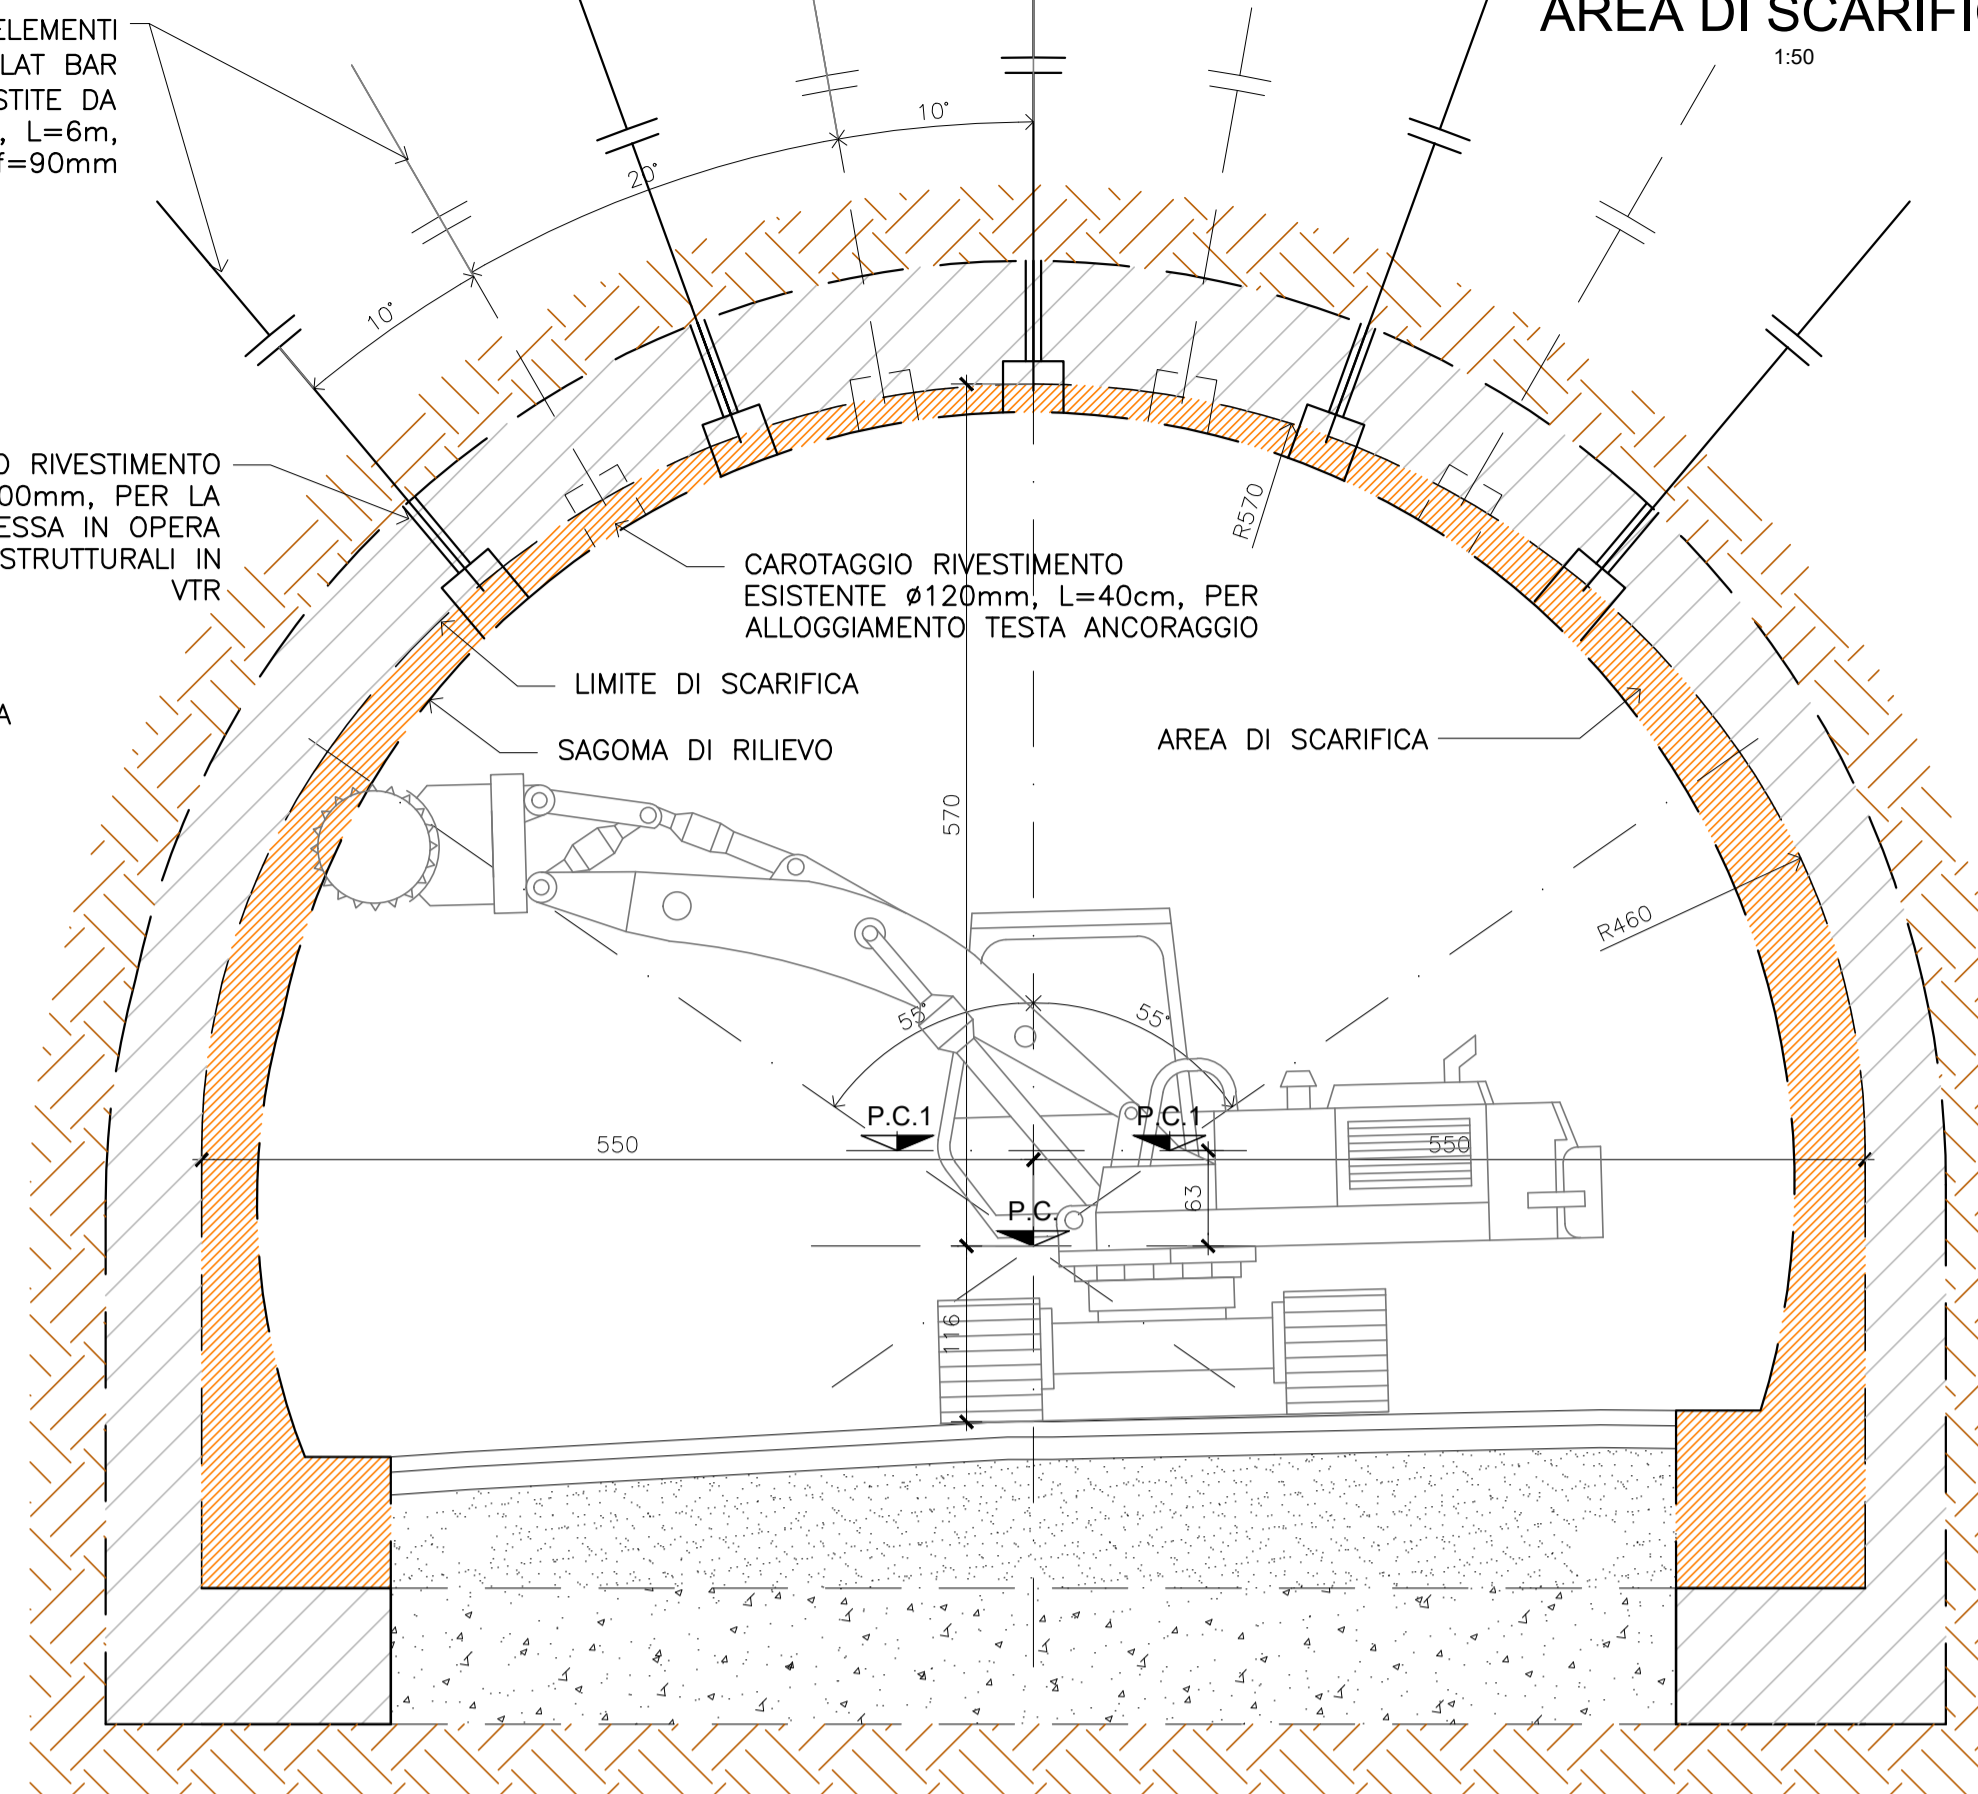 ELEMENTI
LAT BAR
STITE DA
, L=6m,
f=90mm
AREA DI SCARIFIC
1:50
10°
20°
10°
O RIVESTIMENTO
00mm, PER LA
ESSA IN OPERA
STRUTTURALI IN
VTR
R570
CAROTAGGIO RIVESTIMENTO
ESISTENTE ø120mm, L=40cm, PER
ALLOGGIAMENTO TESTA ANCORAGGIO
LIMITE DI SCARIFICA
A
SAGOMA DI RILIEVO
AREA DI SCARIFICA
570
R460
55°
55°
P.C.1
P.C.1
550
550
63
P.C.
116